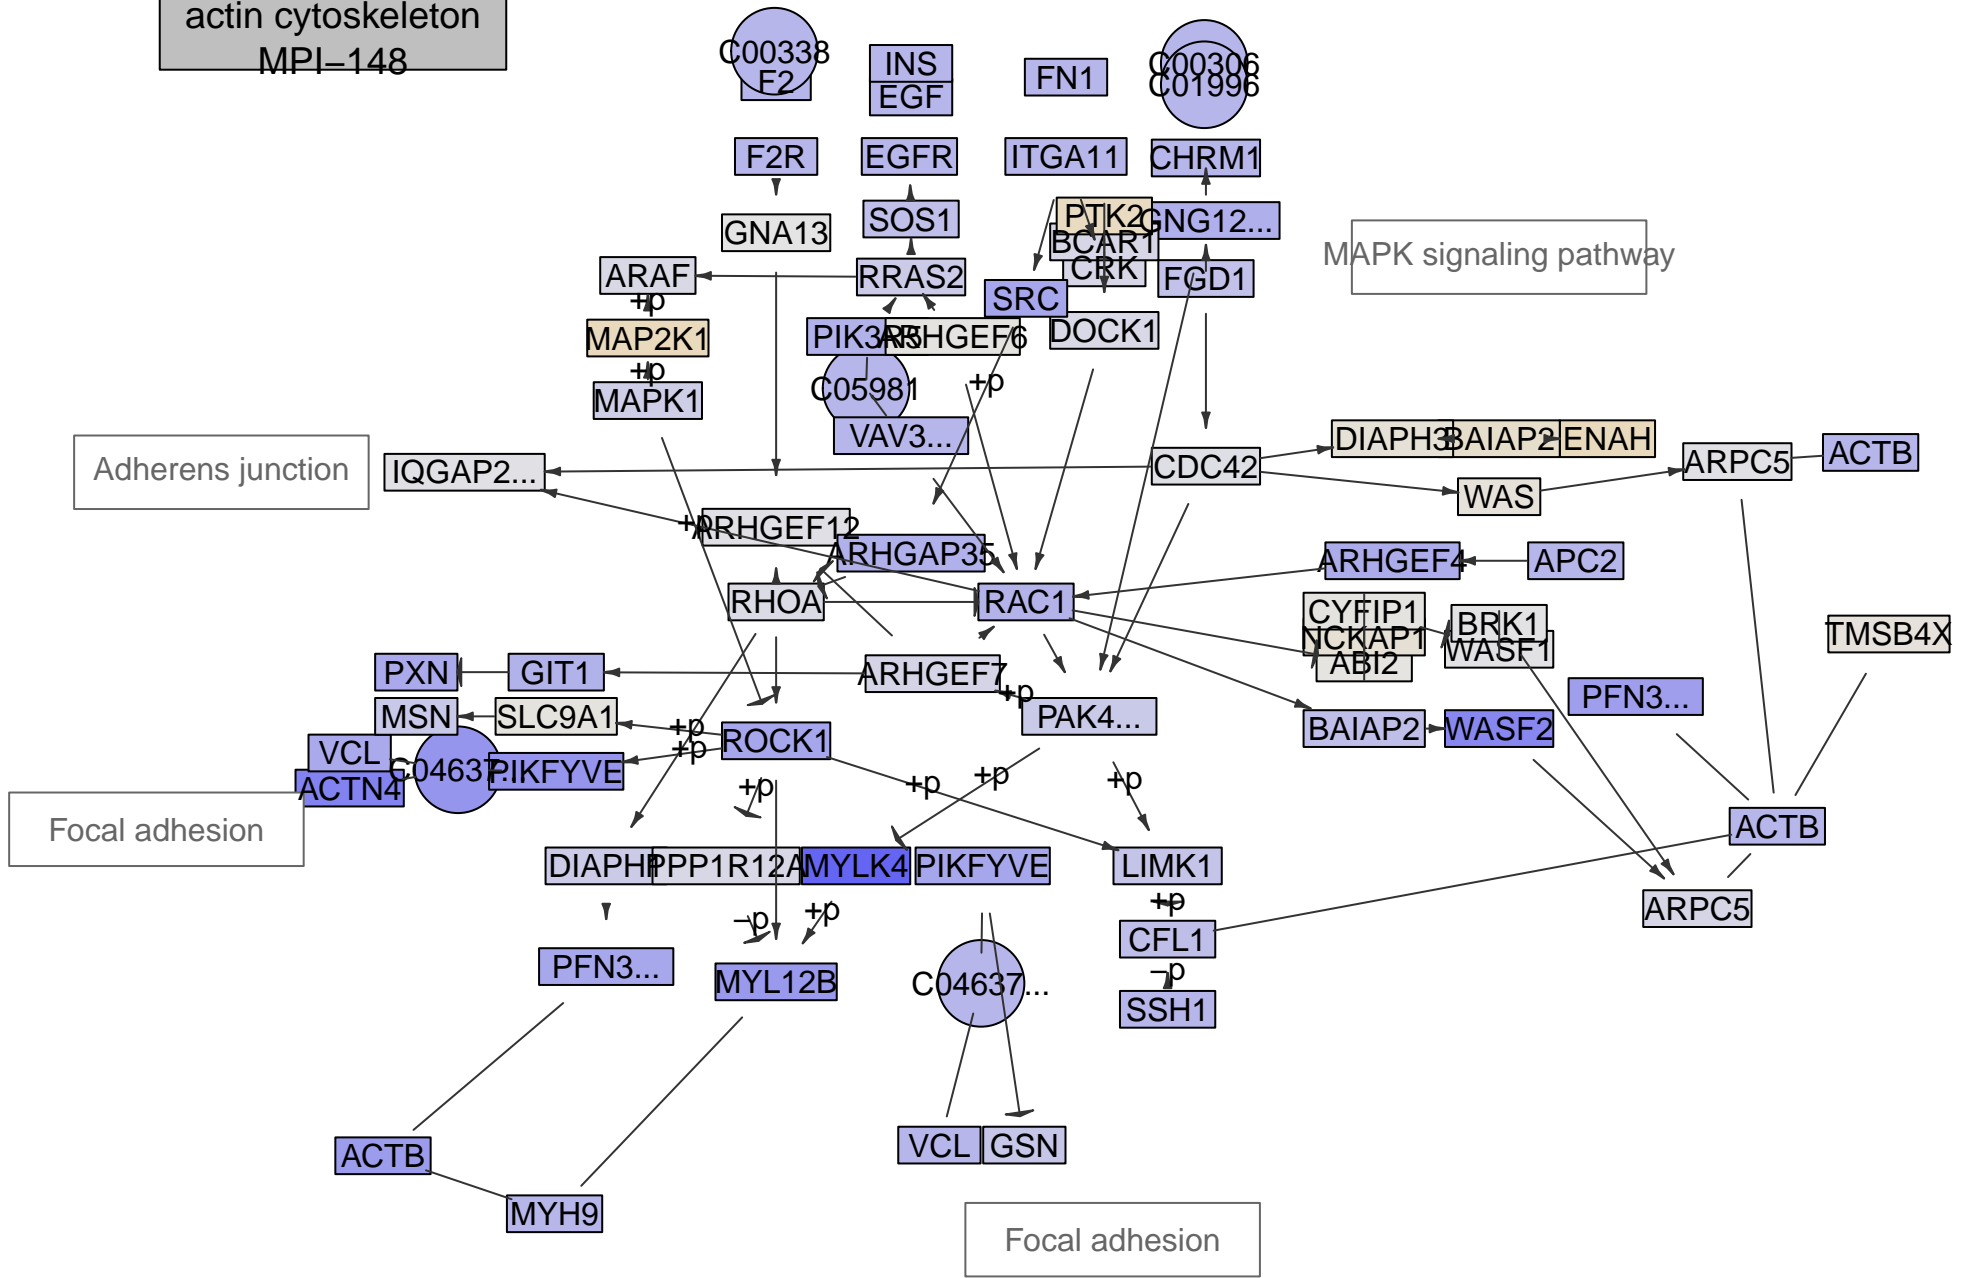 actin cytoskeleton
MPI–148
C00338
F2
INS
EGF
FN1
C00306
C01996
F2R
EGFR
ITGA11
CHRM1
GNA13
SOS1
PTK2
GNG12...
BCAR1
CRK
MAPK signaling pathway
ARAF
RRAS2
SRC
FGD1
+p
MAP2K1
PIK3R5
ARHGEF6
DOCK1
+p
+p
MAPK1
C05981
VAV3...
Adherens junction
IQGAP2...
CDC42
DIAPH3
BAIAP2
ENAH
ARPC5
ACTB
WAS
+p
ARHGEF12
ARHGAP35
ARHGEF4
APC2
RHOA
RAC1
CYFIP1
NCKAP1
ABI2
BRK1
WASF1
TMSB4X
PXN
GIT1
ARHGEF7
+p
PFN3...
MSN
SLC9A1
+p
PAK4...
BAIAP2
WASF2
ROCK1
VCL
+p
C04637...
PIKFYVE
ACTN4
+p
+p
+p
+p
Focal adhesion
ACTB
PPP1R12A
MYLK4
PIKFYVE
LIMK1
–p
+p
+p
ARPC5
CFL1
PFN3...
MYL12B
C04637...
–p
SSH1
ACTB
VCL
GSN
MYH9
Focal adhesion